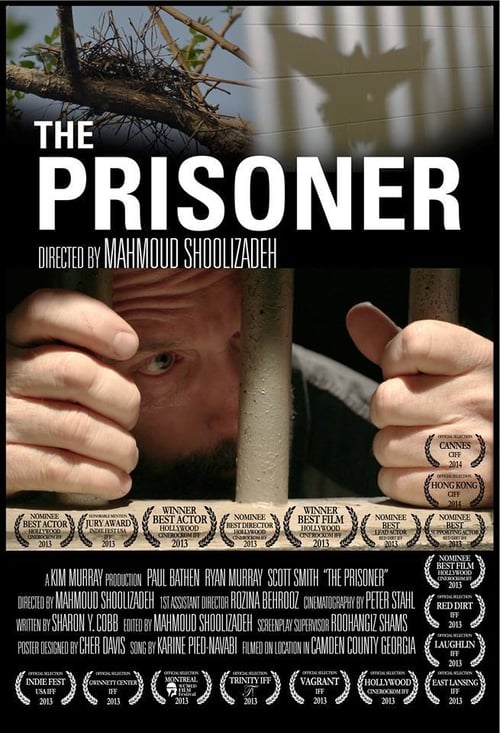 THE
PRISONER
DIRECTED BY MAHMOUD SHOOLIZADEH
OFFICIAL SELECTION
CANNES
CIFF
2014
OFFICIAL SELECTION
HONG KONG
CIFF
2014
NOMINEE
BEST ACTOR
HOLLYWOOD
CINEROCKOM IFF
2013
HONORABLE MENTION
JURY AWARD
INDIE FEST USA
IFF
2013
WINNER
BEST ACTOR
HOLLYWOOD
CINEROCKOM IFF
2013
NOMINEE
BEST DIRECTOR
HOLLYWOOD
CINEROCKOM IFF
2013
WINNER
BEST FILM
HOLLYWOOD
CINEROCKOM IFF
2013
NOMINEE
BEST
LEAD ACTOR
RED DIRT IFF
2013
NOMINEE
BEST
SUPPORTING ACTOR
RED DIRT IFF
2013
NOMINEE
BEST FILM
HOLLYWOOD
CINEROCKOM IFF
2013
A KIM MURRAY PRODUCTION PAUL BATHEN RYAN MURRAY SCOTT SMITH "THE PRISONER"
DIRECTED BY MAHMOUD SHOOLIZADEH 1ST ASSISTANT DIRECTOR ROZINA BEHROOZ CINEMATOGRAPHY BY PETER STAHL
WRITTEN BY SHARON Y. COBB EDITED BY MAHMOUD SHOOLIZADEH SCREENPLAY SUPERVISOR ROOHANGIZ SHAMS
POSTER DESIGNED BY CHER DAVIS SONG BY KARINE PIED-NAVABI FILMED ON LOCATION IN CAMDEN COUNTY GEORGIA
OFFICIAL SELECTION
RED DIRT
IFF
2013
OFFICIAL SELECTION
LAUGHLIN
IFF
2013
OFFICIAL SELECTION
INDIE FEST
USA IFF
2013
OFFICIAL SELECTION
GWINNETT CENTER
IFF
2013
OFFICIAL SELECTION
MONTREAL
WORLD
FILM
FESTIVAL
2013
OFFICIAL SELECTION
TRINITY IFF
2013
OFFICIAL SELECTION
VAGRANT
IFF
2013
OFFICIAL SELECTION
HOLLYWOOD
CINEROCKOM IFF
2013
OFFICIAL SELECTION
EAST LANSING
IFF
2013